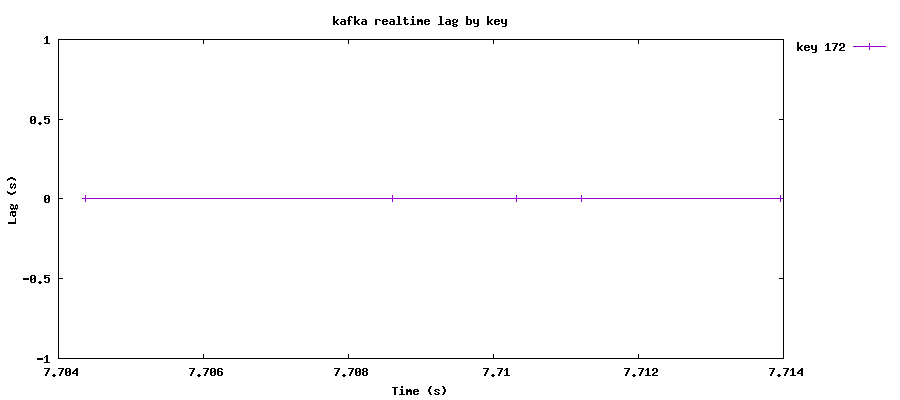 kafka realtime lag by key
key 172
1
0.5
0
-0.5
-1
Lag (s)
7.704 7.706 7.708 7.71 7.712 7.714
Time (s)